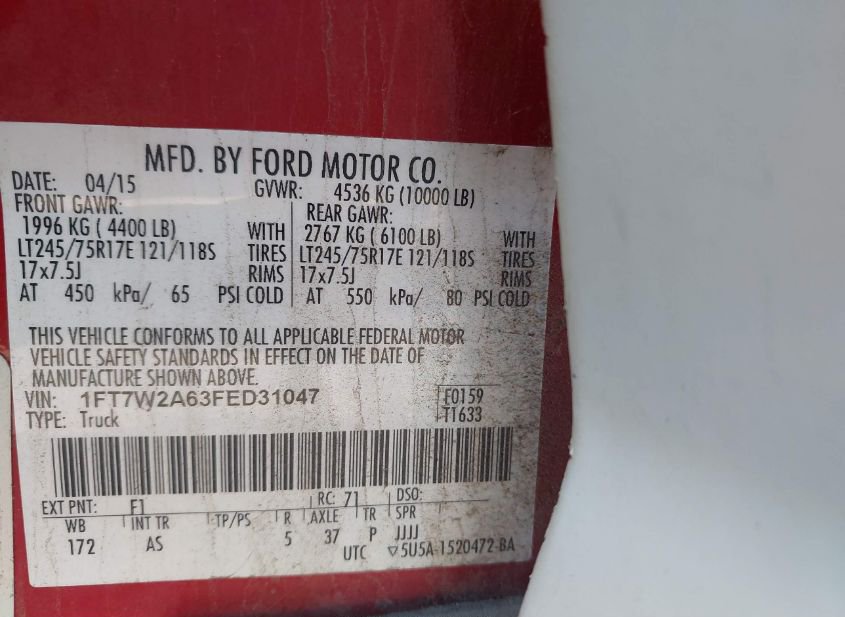 MFD. BY FORD MOTOR CO.
DATE: 04/15 GVWR: 4536 KG (10000 LB)
FRONT GAWR: REAR GAWR:
1996 KG ( 4400 LB) WITH 2767 KG ( 6100 LB) WITH
LT245/75R17E 121/118S TIRES LT245/75R17E 121/118S TIRES
17x7.5J RIMS 17x7.5J RIMS
AT 450 kPa/ 65 PSI COLD AT 550 kPa/ 80 PSI COLD
THIS VEHICLE CONFORMS TO ALL APPLICABLE FEDERAL MOTOR
VEHICLE SAFETY STANDARDS IN EFFECT ON THE DATE OF
MANUFACTURE SHOWN ABOVE.
VIN: 1FT7W2A63FED31047 F0159
TYPE: Truck T1633
EXT PNT: F1 RC: 71 DSO:
WB INT TR TP/PS R AXLE TR SPR
172 AS 5 37 P JJJJ
UTC ▽5U5A-1520472-BA